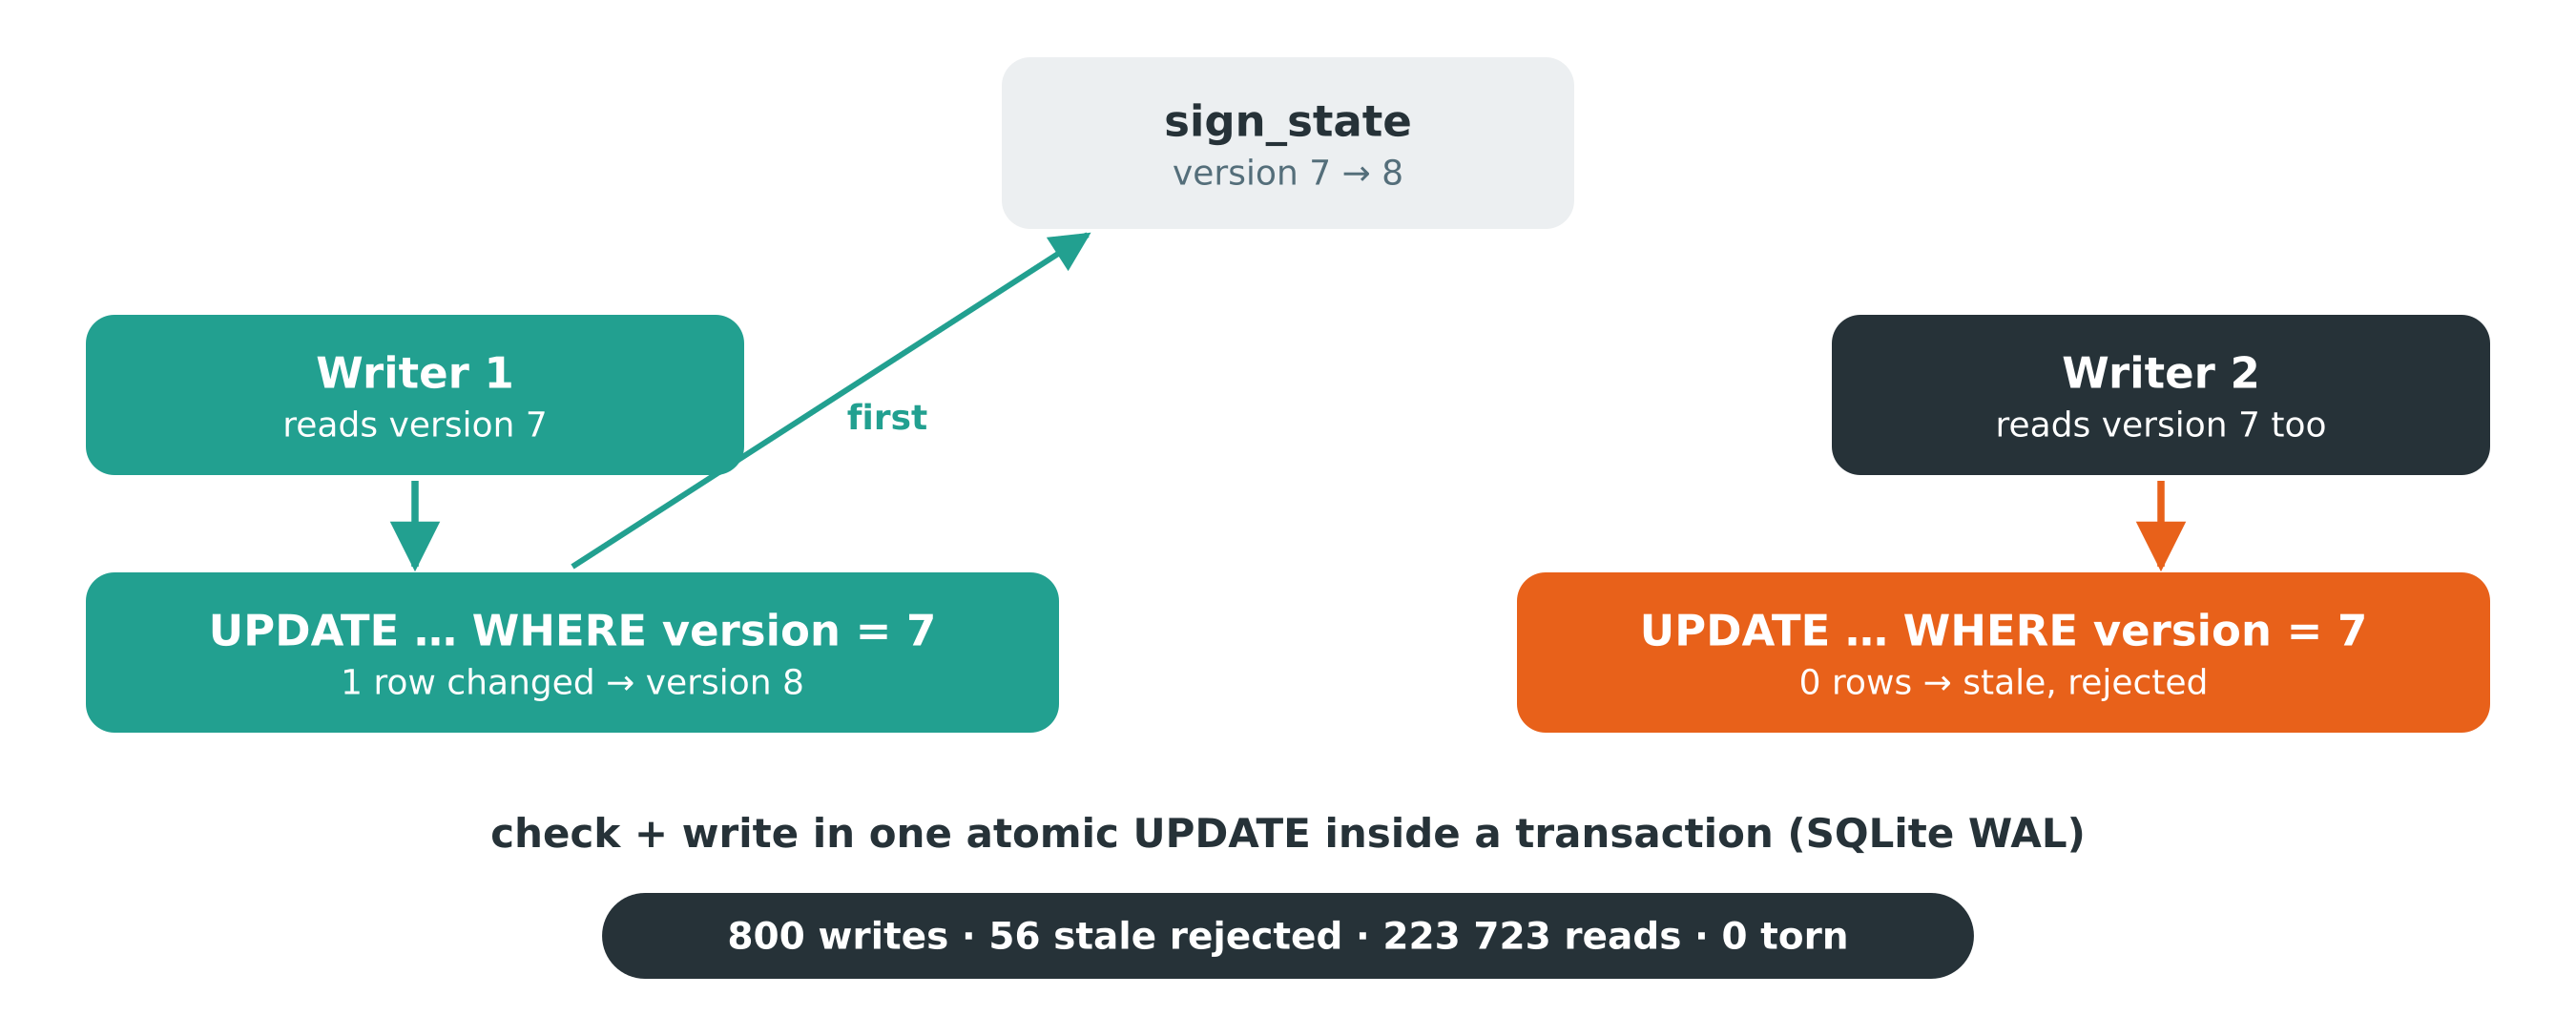 sign_state
version 7 → 8
Writer 1
reads version 7
Writer 2
reads version 7 too
first
UPDATE … WHERE version = 7
1 row changed → version 8
UPDATE … WHERE version = 7
0 rows → stale, rejected
check + write in one atomic UPDATE inside a transaction (SQLite WAL)
800 writes · 56 stale rejected · 223 723 reads · 0 torn